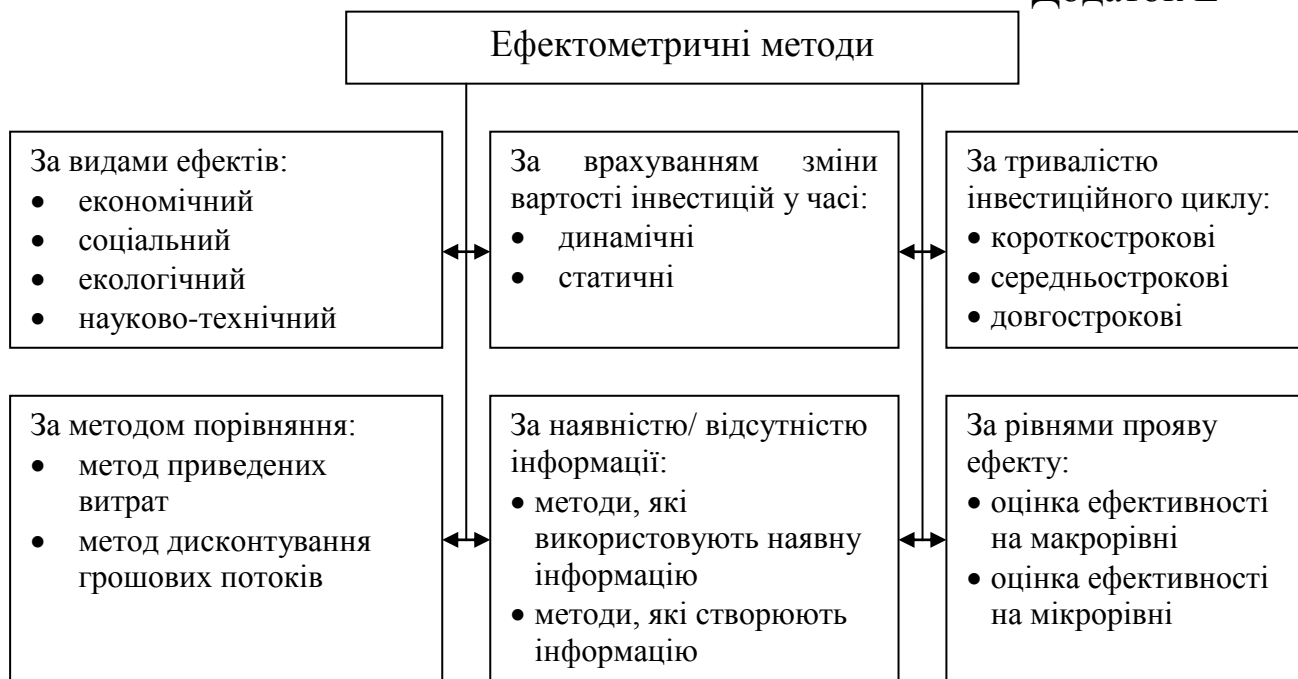 Додаток
Ефектометричні методи
За видами ефектів:
• економічний
• соціальний
• екологічний
• науково-технічний
За врахуванням зміни
вартості інвестицій у часі:
• динамічні
• статичні
За тривалістю
інвестиційного циклу:
• короткострокові
• середньострокові
• довгострокові
За методом порівняння:
• метод приведених
витрат
• метод дисконтування
грошових потоків
За наявністю/ відсутністю
інформації:
• методи, які
використовують наявну
інформацію
• методи, які створюють
інформацію
За рівнями прояву
ефекту:
• оцінка ефективності
на макрорівні
• оцінка ефективності
на мікрорівні